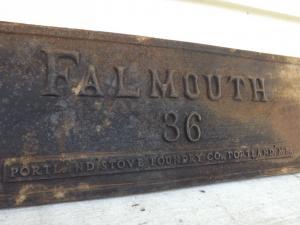 FALMOUTH
36
PORTLAND STOVE FOUNDRY CO. PORTLAND, ME.